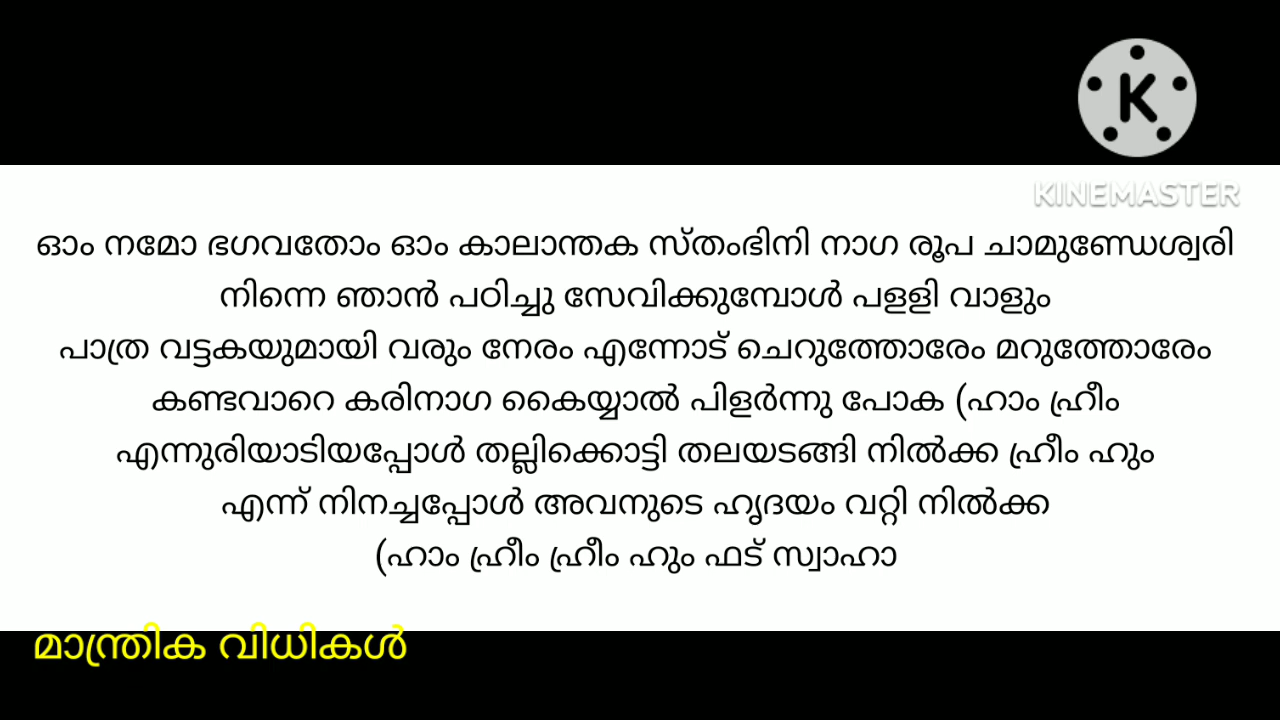 K
KINEMASTER
ഓം നമോ ഭഗവതോം ഓം കാലാന്തക സ്തംഭിനി നാഗ രൂപ ചാമുണ്ഡേശ്വരി
നിന്നെ ഞാൻ പഠിച്ചു സേവിക്കുമ്പോൾ പളളി വാളും
പാത്ര വട്ടകയുമായി വരും നേരം എന്നോട് ചെറുത്തോരേം മറുത്തോരേം
കണ്ടവാറെ കരിനാഗ കൈയ്യാൽ പിളർന്നു പോക (ഹാം ഹ്രീം
എന്നുരിയാടിയപ്പോൾ തല്ലിക്കൊട്ടി തലയടങ്ങി നിൽക്ക ഹ്രീം ഹും
എന്ന് നിനച്ചപ്പോൾ അവനുടെ ഹൃദയം വറ്റി നിൽക്ക
(ഹാം ഹ്രീം ഹ്രീം ഹും ഫട് സ്വാഹാ
മാന്ത്രിക വിധികൾ